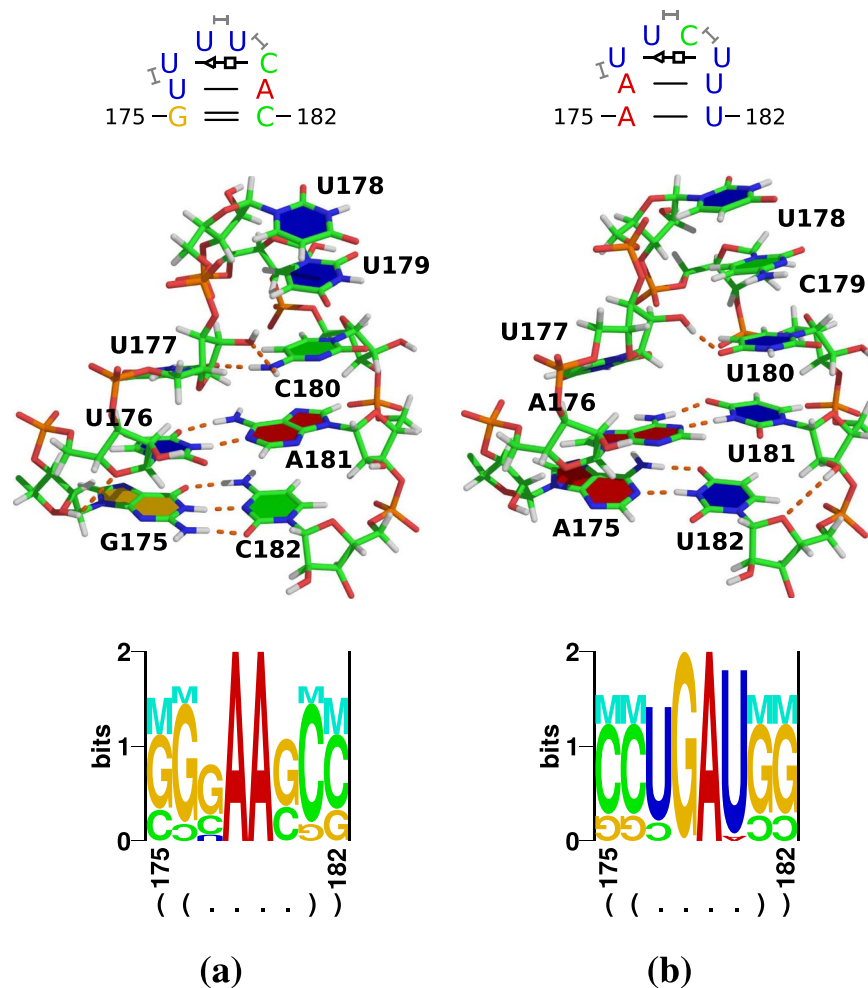 U U
U C
U A
175 G C 182
U C
U U
A U
175 A U 182
U178
U179
U177
C180
U176
A181
G175
C182
U178
C179
U177
U180
A176
U181
A175
U182
2
1
0
bits
M M A A M M
G G G G C C
C C C C G G
175 182
( ( . . . . ) )
2
1
0
bits
M M U G A U M M
C C G G
G G C C C
175 182
( ( . . . . ) )
(a)
(b)